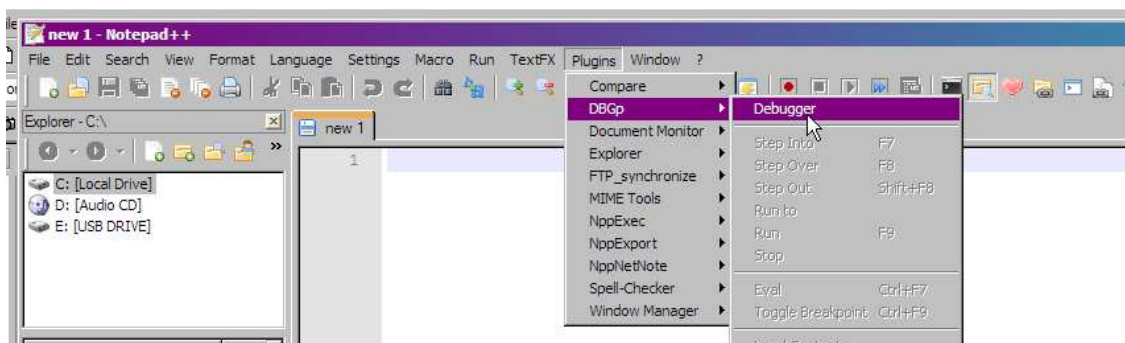 new 1 - Notepad++
File Edit Search View Format Language Settings Macro Run TextFX Plugins Window ?
Explorer - C:\
new 1
1
C: [Local Drive]
D: [Audio CD]
E: [USB DRIVE]
Compare
DBGp
Document Monitor
Explorer
FTP_synchronize
MIME Tools
NppExec
NppExport
NppNetNote
Spell-Checker
Window Manager
Debugger
Step Into F7
Step Over F8
Step Out Shift+F8
Run to
Run F9
Stop
Eval Ctrl+F7
Toggle Breakpoint Ctrl+F9